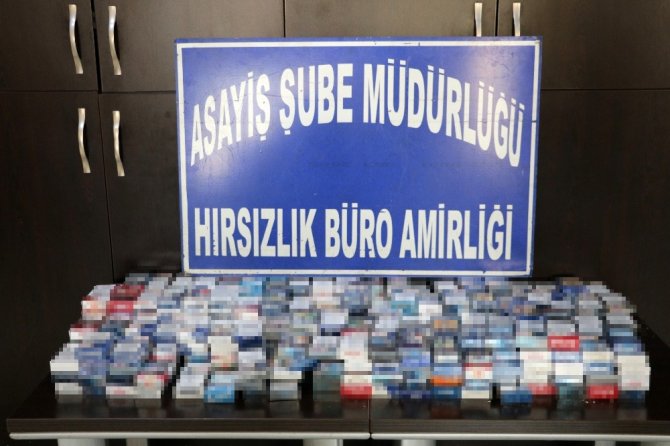 ASAYİŞ ŞUBE MÜDÜRLÜĞÜ
HIRSIZLIK BÜRO AMİRLİĞİ